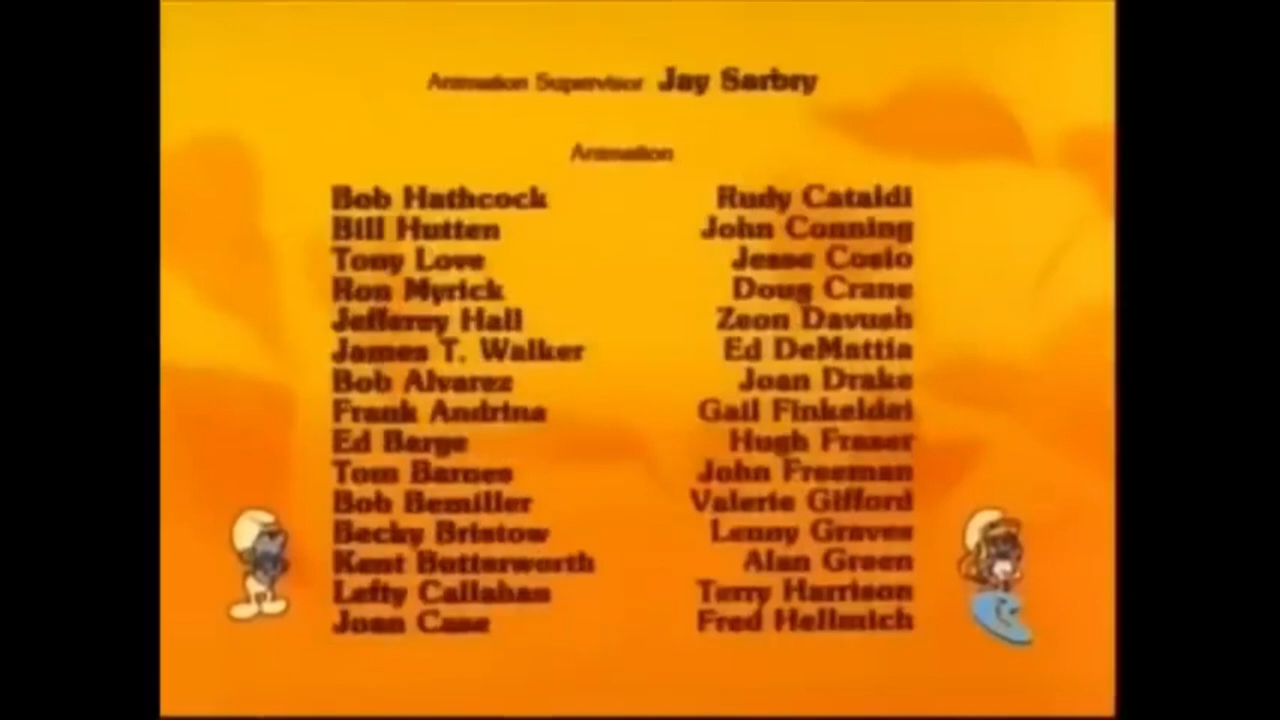 Animation Supervisor Jay Sarbry
Animation
Bob Hathcock Rudy Cataldi
Bill Hutten John Conning
Tony Love Jesse Cosio
Ron Myrick Doug Crane
Jefferey Hall Zeon Davush
James T. Walker Ed DeMattia
Bob Alvarez Joan Drake
Frank Andrina Gail Finkeldei
Ed Barge Hugh Fraser
Tom Barnes John Freeman
Bob Bemiller Valerie Gifford
Becky Bristow Lenny Graves
Kent Butterworth Alan Green
Lefty Callahan Terry Harrison
Joan Case Fred Hellmich